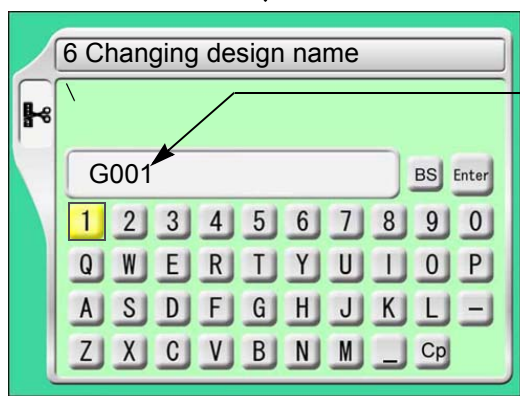 6 Changing design name
\
G001
BS Enter
1 2 3 4 5 6 7 8 9 0
Q W E R T Y U I O P
A S D F G H J K L −
Z X C V B N M _ Cp